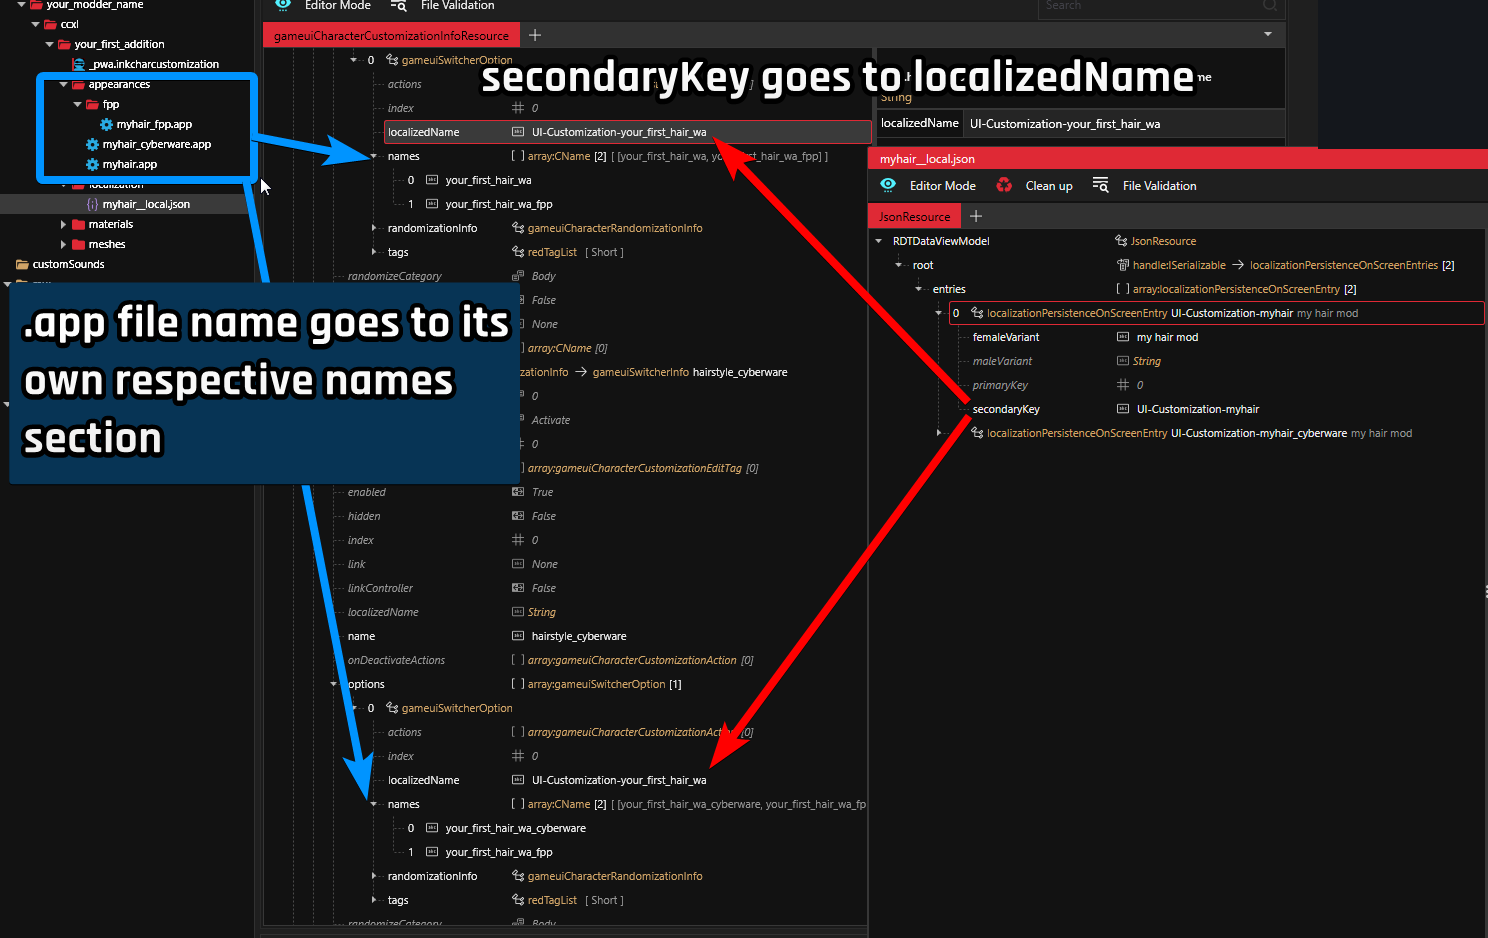 your_modder_name
ccxl
your_first_addition
_pwa.inkcharcustomization
appearances
fpp
myhair_fpp.app
myhair_cyberware.app
myhair.app
localization
myhair__local.json
materials
meshes
customSounds
.app file name goes to its
own respective names
section
Editor Mode
File Validation
Search
gameuiCharacterCustomizationInfoResource
secondaryKey goes to localizedName
0 gameuiSwitcherOption
actions
index 0
localizedName UI-Customization-your_first_hair_wa
names array:CName [2] [ [your_first_hair_wa, your_first_hair_wa_fpp] ]
0 your_first_hair_wa
1 your_first_hair_wa_fpp
randomizationInfo gameuiCharacterRandomizationInfo
tags redTagList [ Short ]
randomizeCategory Body
False
None
array:CName [0]
zationInfo → gameuiSwitcherInfo hairstyle_cyberware
0
Activate
0
array:gameuiCharacterCustomizationEditTag [0]
enabled True
hidden False
index 0
link None
linkController False
localizedName String
name hairstyle_cyberware
onDeactivateActions array:gameuiCharacterCustomizationAction [0]
options array:gameuiSwitcherOption [1]
0 gameuiSwitcherOption
actions array:gameuiCharacterCustomizationAct [0]
index 0
localizedName UI-Customization-your_first_hair_wa
names array:CName [2] [ [your_first_hair_wa_cyberware, your_first_hair_wa_fp
0 your_first_hair_wa_cyberware
1 your_first_hair_wa_fpp
randomizationInfo gameuiCharacterRandomizationInfo
tags redTagList [ Short ]
randomizeCategory Body
String
localizedName UI-Customization-your_first_hair_wa
myhair__local.json
Editor Mode Clean up File Validation
JsonResource
RDTDataViewModel JsonResource
root handle:ISerializable → localizationPersistenceOnScreenEntries [2]
entries array:localizationPersistenceOnScreenEntry [2]
0 localizationPersistenceOnScreenEntry UI-Customization-myhair my hair mod
femaleVariant my hair mod
maleVariant String
primaryKey 0
secondaryKey UI-Customization-myhair
localizationPersistenceOnScreenEntry UI-Customization-myhair_cyberware my hair mod